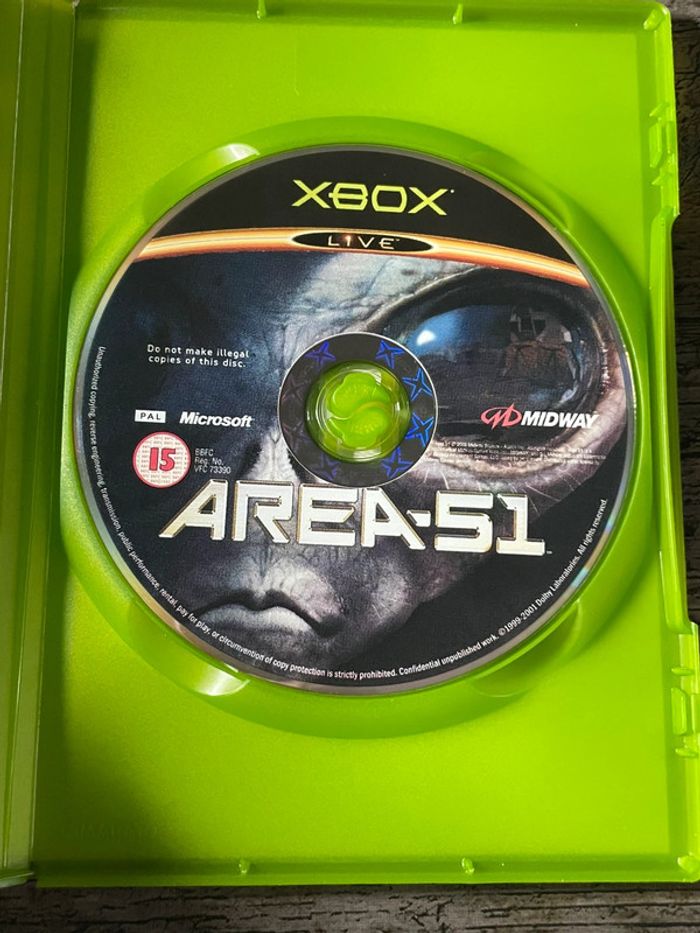 XBOX
LIVE™
Do not make illegal
copies of this disc.
PAL
Microsoft
MIDWAY
15
BBFC
Reg. No.
VFC 73390
AREA·51
Unauthorized copying, reverse engineering, transmission, public performance, rental, pay for play, or circumvention of copy protection is strictly prohibited. Confidential unpublished work. ©1999-2001 Dolby Laboratories. All rights reserved.